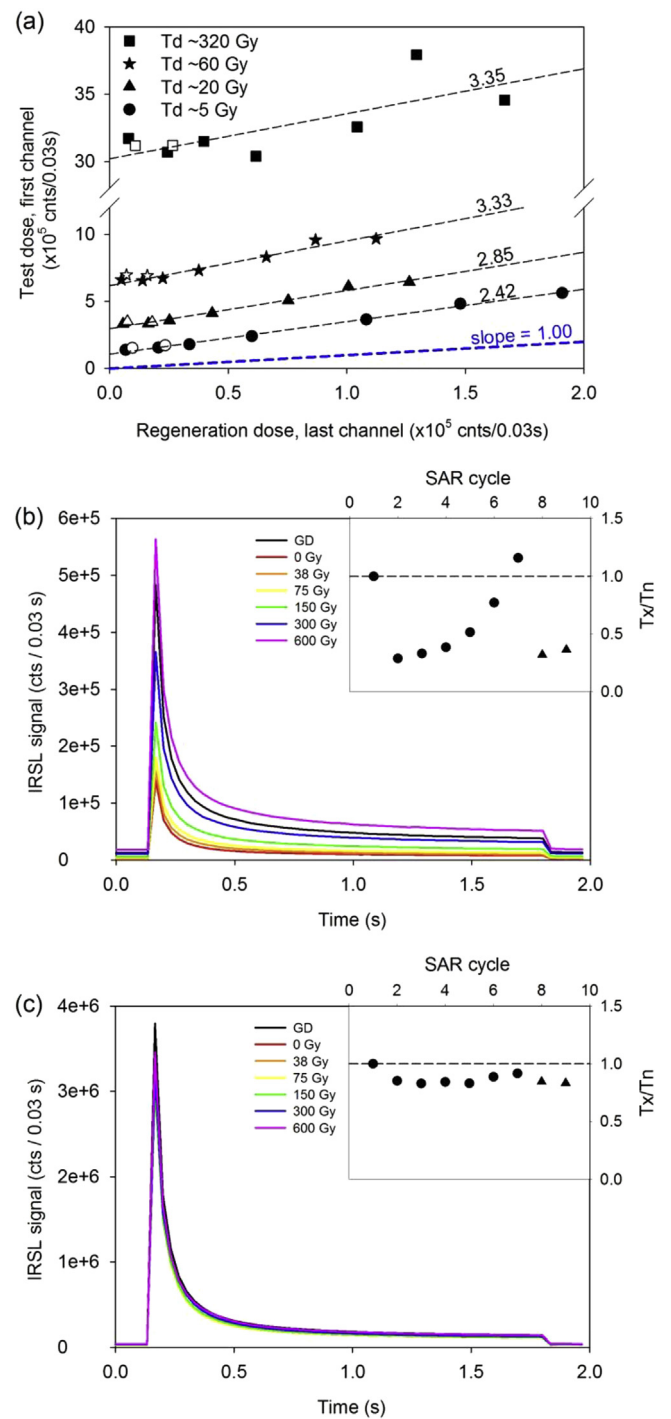 (a)
Td ~320 Gy
Td ~60 Gy
Td ~20 Gy
Td ~5 Gy
40
35
30
10
5
0
3.35
3.33
2.85
2.42
slope = 1.00
Test dose, first channel
(x10⁵ cnts/0.03s)
0.0 0.5 1.0 1.5 2.0
Regeneration dose, last channel (x10⁵ cnts/0.03s)
(b)
SAR cycle
0 2 4 6 8 10
1.5
1.0
0.5
0.0
Tx/Tn
6e+5
5e+5
4e+5
3e+5
2e+5
1e+5
0
IRSL signal (cts / 0.03 s)
GD
0 Gy
38 Gy
75 Gy
150 Gy
300 Gy
600 Gy
0.0 0.5 1.0 1.5 2.0
Time (s)
(c)
SAR cycle
0 2 4 6 8 10
1.5
1.0
0.5
0.0
Tx/Tn
4e+6
3e+6
2e+6
1e+6
0
IRSL signal (cts / 0.03 s)
GD
0 Gy
38 Gy
75 Gy
150 Gy
300 Gy
600 Gy
0.0 0.5 1.0 1.5 2.0
Time (s)